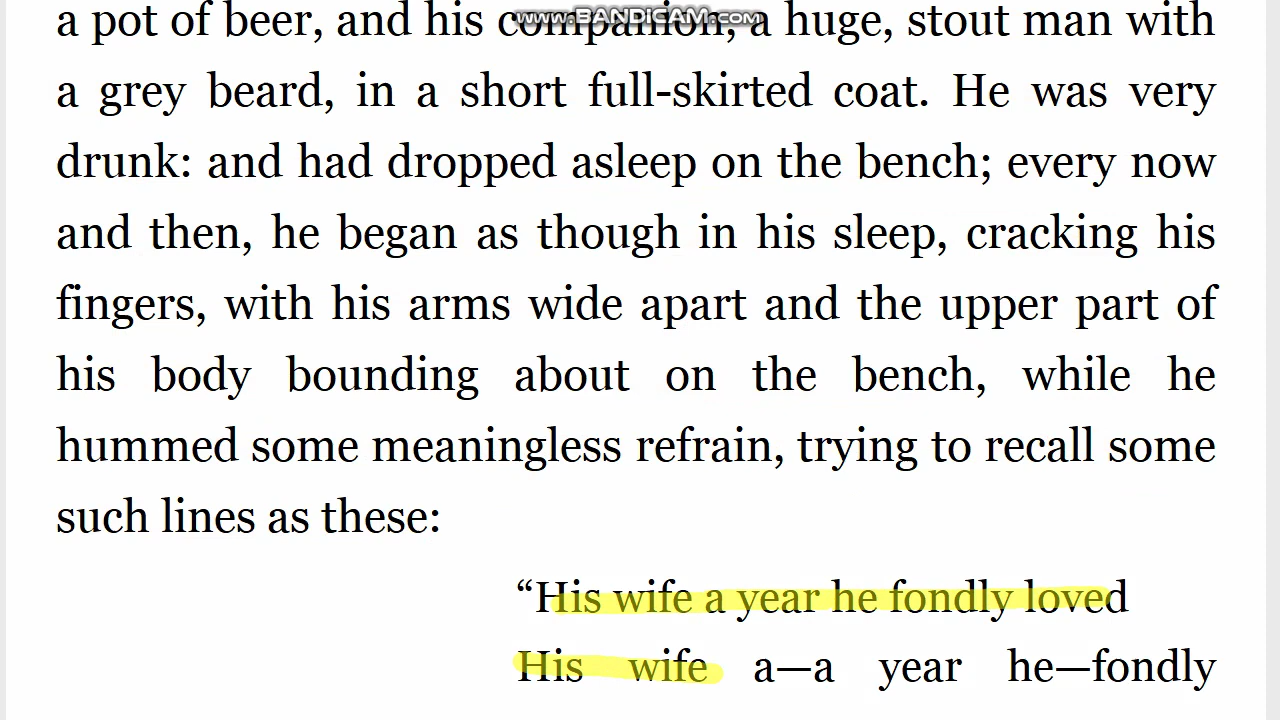 www.BANDICAM.com
a pot of beer, and his companion, a huge, stout man with
a grey beard, in a short full-skirted coat. He was very
drunk: and had dropped asleep on the bench; every now
and then, he began as though in his sleep, cracking his
fingers, with his arms wide apart and the upper part of
his body bounding about on the bench, while he
hummed some meaningless refrain, trying to recall some
such lines as these:
“His wife a year he fondly loved
His wife a—a year he—fondly